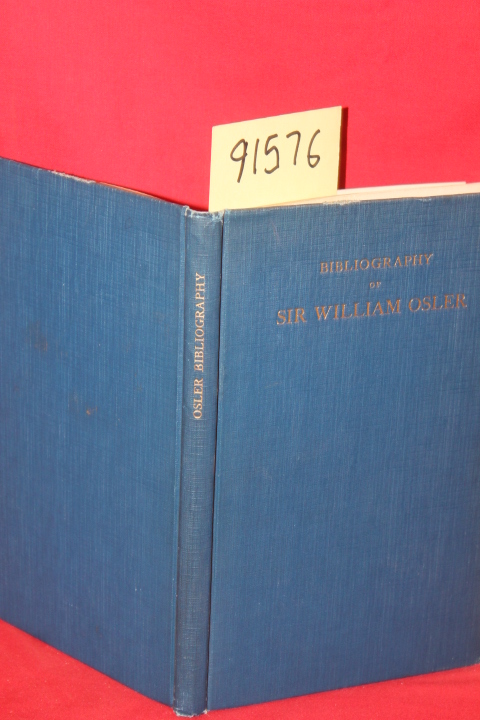 91576
BIBLIOGRAPHY
OF
SIR WILLIAM OSLER
OSLER BIBLIOGRAPHY